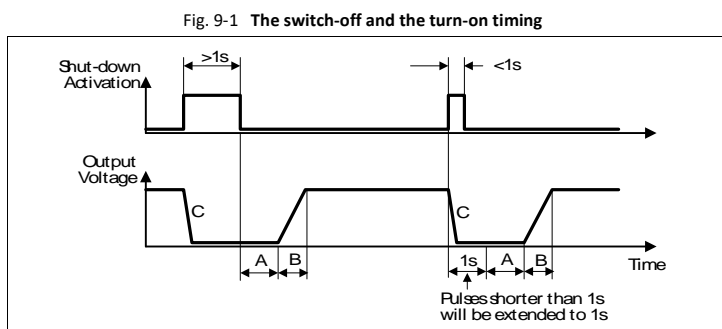 Fig. 9-1 The switch-off and the turn-on timing
Shut-down
Activation
>1s
<1s
Output
Voltage
C
C
A
B
1s
A
B
Time
Pulses shorter than 1s
will be extended to 1s